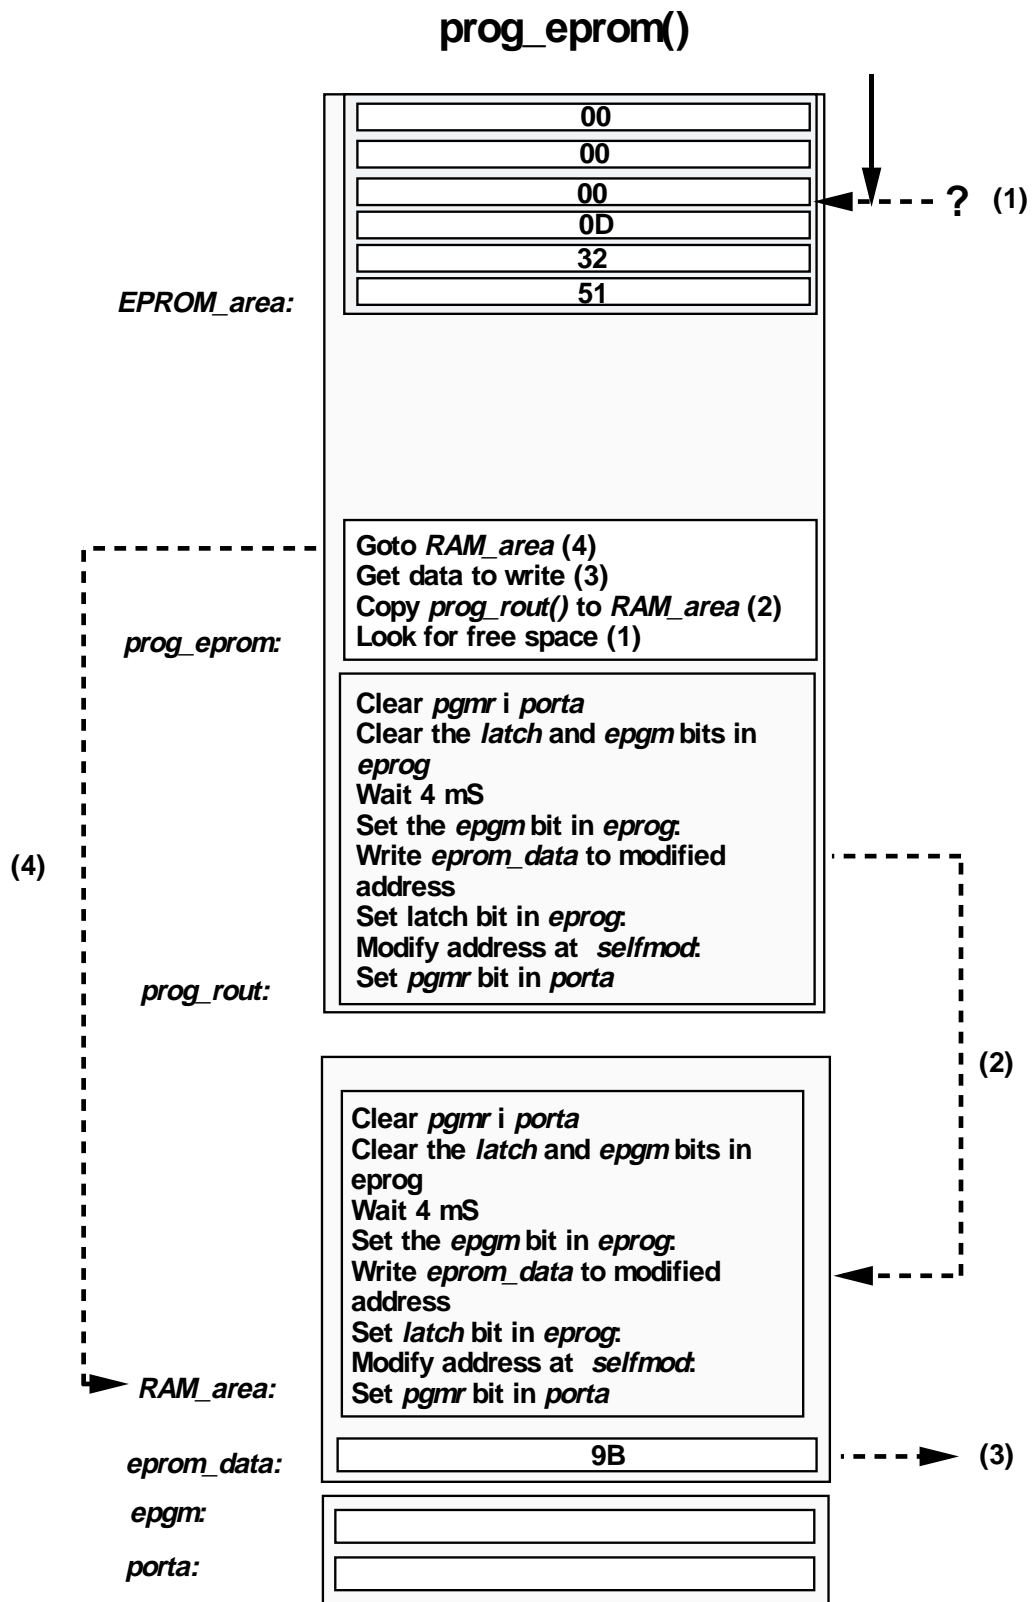 prog_eprom()
00
00
00
? (1)
0D
32
51
EPROM_area:
Goto RAM_area (4)
Get data to write (3)
Copy prog_rout() to RAM_area (2)
Look for free space (1)
prog_eprom:
Clear pgmr i porta
Clear the latch and epgm bits in
eprog
Wait 4 mS
Set the epgm bit in eprog:
Write eprom_data to modified
address
Set latch bit in eprog:
Modify address at selfmod:
Set pgmr bit in porta
(4)
prog_rout:
(2)
Clear pgmr i porta
Clear the latch and epgm bits in
eprog
Wait 4 mS
Set the epgm bit in eprog:
Write eprom_data to modified
address
Set latch bit in eprog:
Modify address at selfmod:
Set pgmr bit in porta
RAM_area:
eprom_data:
9B
(3)
epgm:
porta: